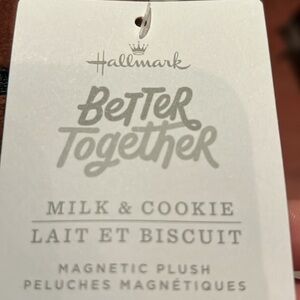 Hallmark
BeTTeR
TogetheR
MILK & COOKIE
LAIT ET BISCUIT
MAGNETIC PLUSH
PELUCHES MAGNÉTIQUES